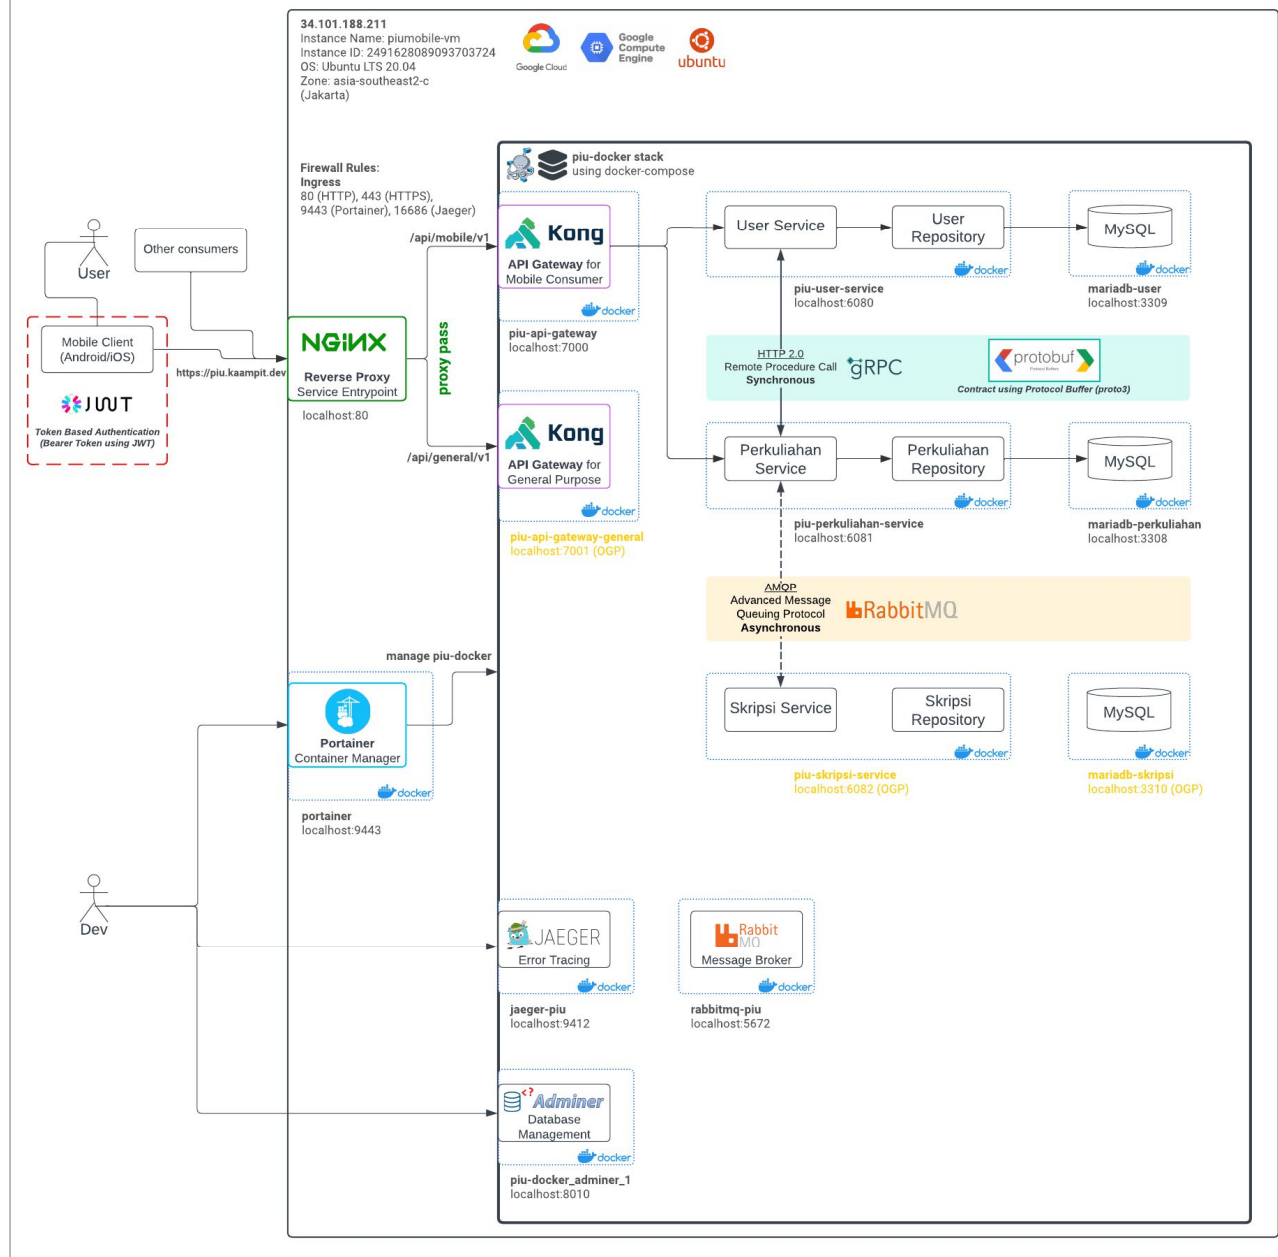 34.101.188.211
Instance Name: piumobile-vm
Instance ID: 2491628089093703724
OS: Ubuntu LTS 20.04
Zone: asia-southeast2-c
(Jakarta)
Google Cloud
Google
Compute
Engine
ubuntu
Firewall Rules:
Ingress
80 (HTTP), 443 (HTTPS),
9443 (Portainer), 16686 (Jaeger)
piu-docker stack
using docker-compose
User
Other consumers
Mobile Client
(Android/iOS)
JWT
Token Based Authentication
(Bearer Token using JWT)
https://piu.kaampit.dev
NGINX
Reverse Proxy
Service Entrypoint
localhost:80
proxy pass
/api/mobile/v1
/api/general/v1
Kong
API Gateway for
Mobile Consumer
docker
piu-api-gateway
localhost:7000
Kong
API Gateway for
General Purpose
docker
piu-api-gateway-general
localhost:7001 (OGP)
User Service
User
Repository
docker
piu-user-service
localhost:6080
MySQL
docker
mariadb-user
localhost:3309
HTTP 2.0
Remote Procedure Call
Synchronous
gRPC
protobuf
Protocol Buffers
Contract using Protocol Buffer (proto3)
Perkuliahan
Service
Perkuliahan
Repository
docker
piu-perkuliahan-service
localhost:6081
MySQL
docker
mariadb-perkuliahan
localhost:3308
AMQP
Advanced Message
Queuing Protocol
Asynchronous
RabbitMQ
Skripsi Service
Skripsi
Repository
docker
piu-skripsi-service
localhost:6082 (OGP)
MySQL
docker
mariadb-skripsi
localhost:3310 (OGP)
manage piu-docker
Portainer
Container Manager
docker
portainer
localhost:9443
Dev
JAEGER
Error Tracing
docker
jaeger-piu
localhost:9412
Rabbit
MQ
Message Broker
docker
rabbitmq-piu
localhost:5672
<? Adminer
Database
Management
docker
piu-docker_adminer_1
localhost:8010